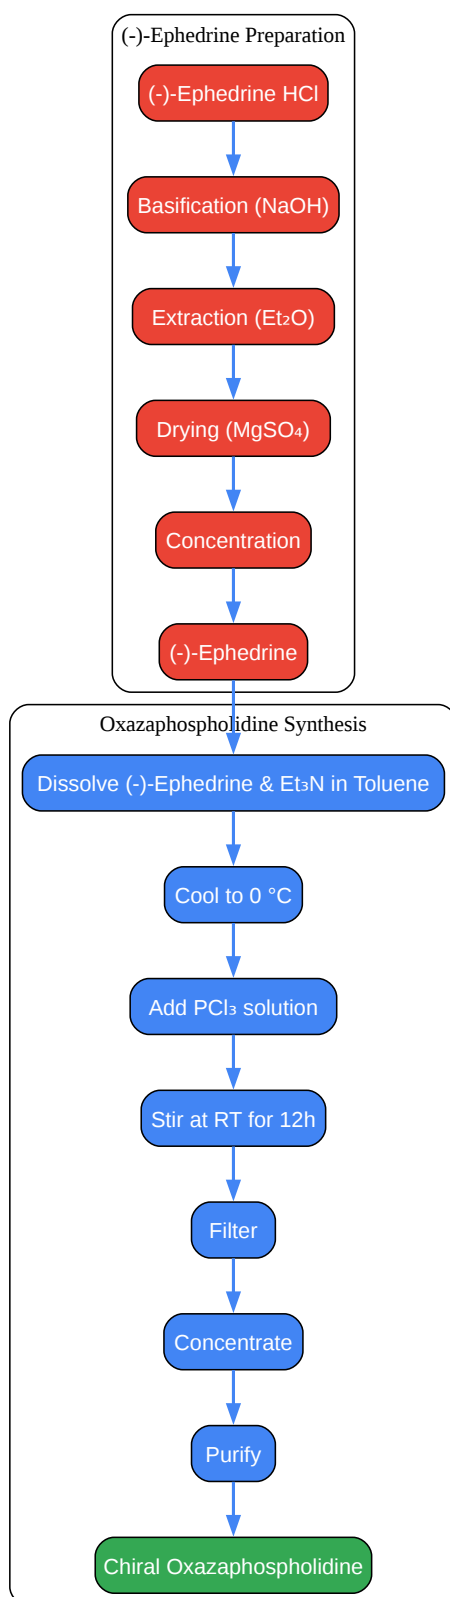 (-)-Ephedrine Preparation
(-)-Ephedrine HCl
Basification (NaOH)
Extraction (Et₂O)
Drying (MgSO₄)
Concentration
(-)-Ephedrine
Oxazaphospholidine Synthesis
Dissolve (-)-Ephedrine & Et₃N in Toluene
Cool to 0 °C
Add PCl₃ solution
Stir at RT for 12h
Filter
Concentrate
Purify
Chiral Oxazaphospholidine